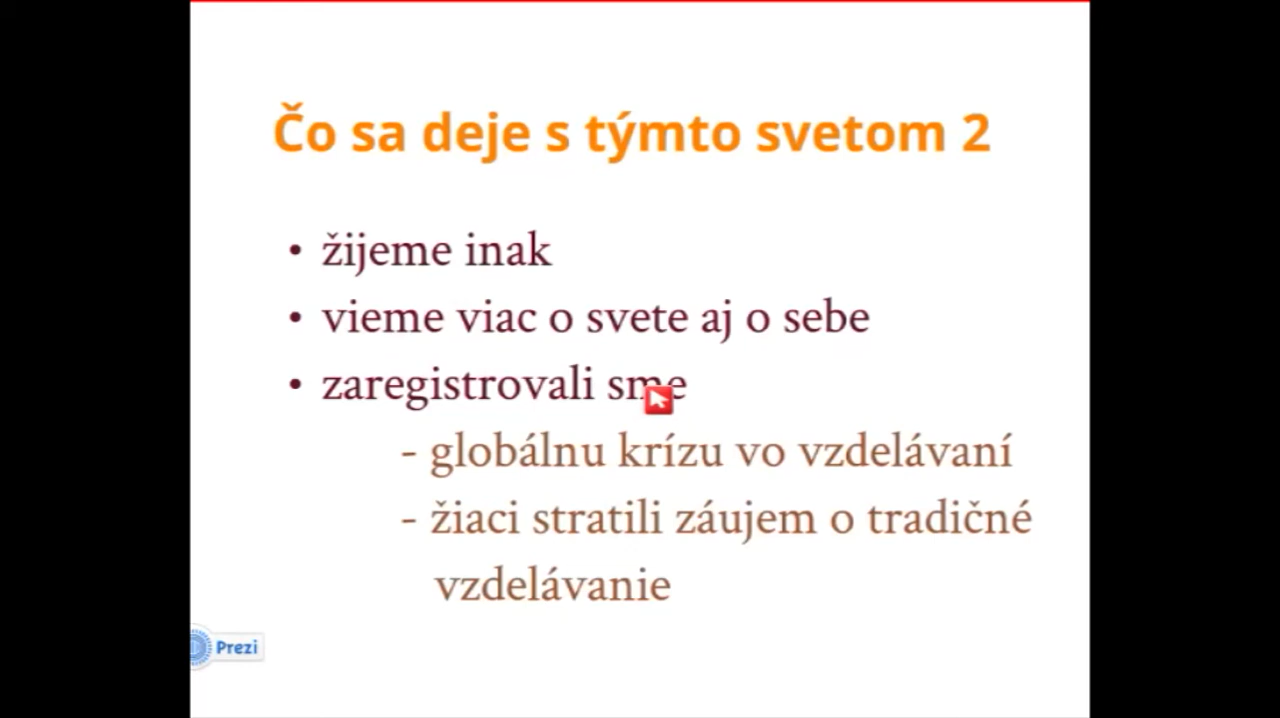 Čo sa deje s týmto svetom 2
• žijeme inak
• vieme viac o svete aj o sebe
• zaregistrovali sme
- globálnu krízu vo vzdelávaní
- žiaci stratili záujem o tradičné
vzdelávanie
Prezi